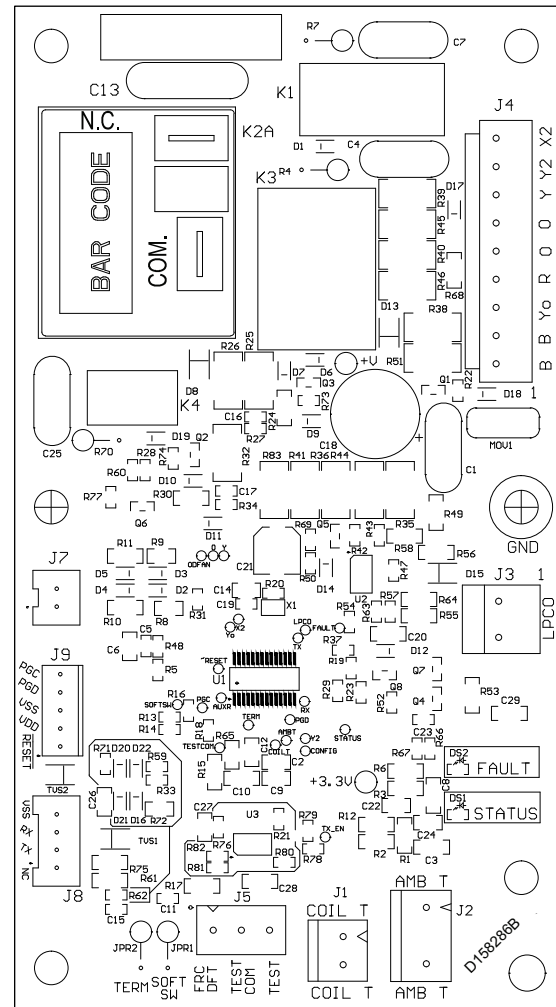 R7
C7
C13
K1
J4
N.C.
K2A
D1
C4
X2
R4
K3
Y2
D17
R39
Y
BAR CODE
R45
O
COM.
R40
O
R46
R68
R
D13
R38
Yo
R26
R25
R51
B
D8
D7
D6
+V
Q3
Q1
R22
B
K4
R73
D18
1
C16
R24
R27
D9
C25
R70
D19
Q2
R32
C18
+
MOV1
R28
R74
R60
R83
R41
R36
R44
C1
D10
R77
R30
C17
R34
R49
Q6
D11
R69
Q5
R43
R35
GND
R11
R9
O
Y
ODFAN
R42
R58
R56
J7
D5
D3
C21
R50
D14
R47
D15
J3
1
D4
D2
C14
R20
U2
R10
R8
R31
C19
X1
R54
R63
R57
R64
R55
LPCO
X2
Yo
LPCO
FAULT
TX
C20
C5
C6
R48
R37
D12
J9
R5
RESET
U1
R19
Q7
PGC
PGD
VSS
VDD
RESET
R16
SOFTSW
PGC
AUXR
RX
R29
R23
Q8
R52
Q4
R53
C29
R13
R14
R18
TERM
PGD
STATUS
TESTCOM
R65
C12
AMBT
Y2
COILT
CONFIG
C23
R66
R67
DS2
FAULT
R71
D20
D22
R59
R15
C2
TVS2
R33
C10
C9
+3.3V
R6
R3
C8
DS1
STATUS
C26
D21
D16
R72
C22
VSS
RX
TX
NC
TVS1
C27
U3
R79
TX_EN
R12
C24
R21
R82
R76
R78
R2
R1
C3
R75
R61
R81
R80
J8
R62
R17
C28
C15
C11
J5
J1
AMB T
J2
COIL T
JPR2
JPR1
TERM
SOFT SW
FRC DFT
TEST COM
TEST
COIL T
AMB T
D158286B